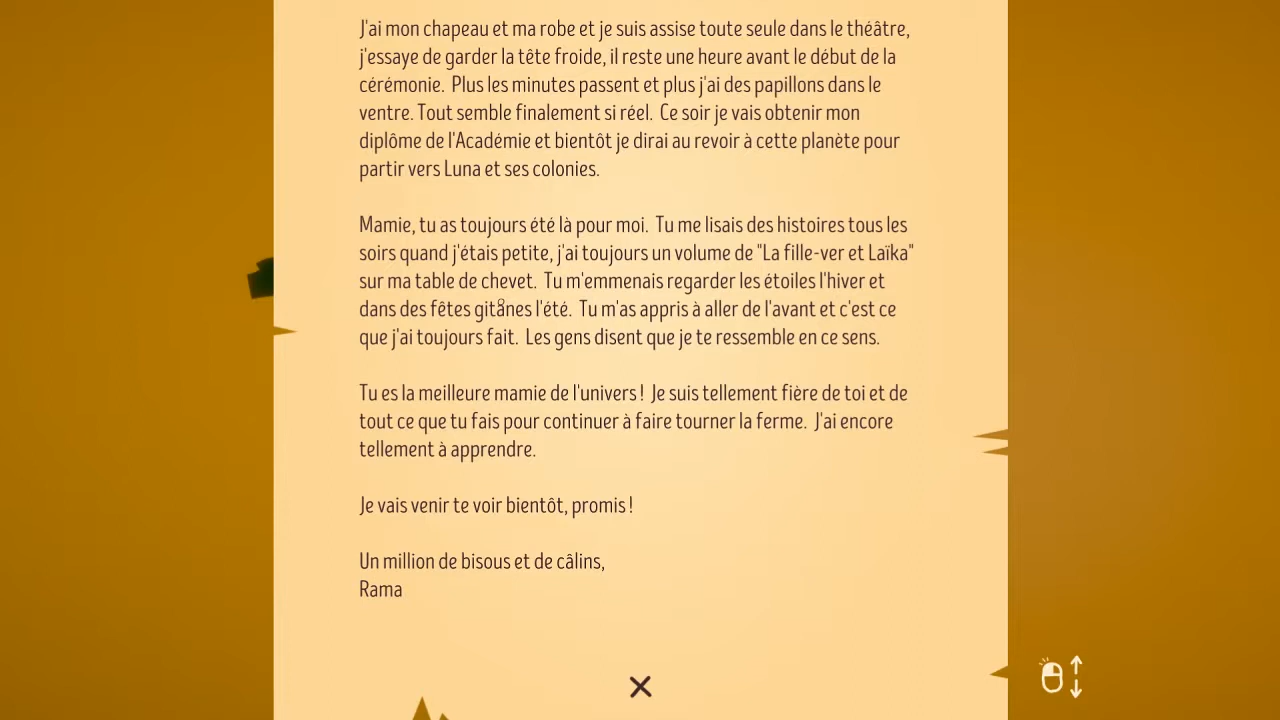 J'ai mon chapeau et ma robe et je suis assise toute seule dans le théâtre,
j'essaye de garder la tête froide, il reste une heure avant le début de la
cérémonie. Plus les minutes passent et plus j'ai des papillons dans le
ventre. Tout semble finalement si réel. Ce soir je vais obtenir mon
diplôme de l'Académie et bientôt je dirai au revoir à cette planète pour
partir vers Luna et ses colonies.
Mamie, tu as toujours été là pour moi. Tu me lisais des histoires tous les
soirs quand j'étais petite, j'ai toujours un volume de "La fille-ver et Laïka"
sur ma table de chevet. Tu m'emmenais regarder les étoiles l'hiver et
dans des fêtes gitanes l'été. Tu m'as appris à aller de l'avant et c'est ce
que j'ai toujours fait. Les gens disent que je te ressemble en ce sens.
Tu es la meilleure mamie de l'univers ! Je suis tellement fière de toi et de
tout ce que tu fais pour continuer à faire tourner la ferme. J'ai encore
tellement à apprendre.
Je vais venir te voir bientôt, promis !
Un million de bisous et de câlins,
Rama